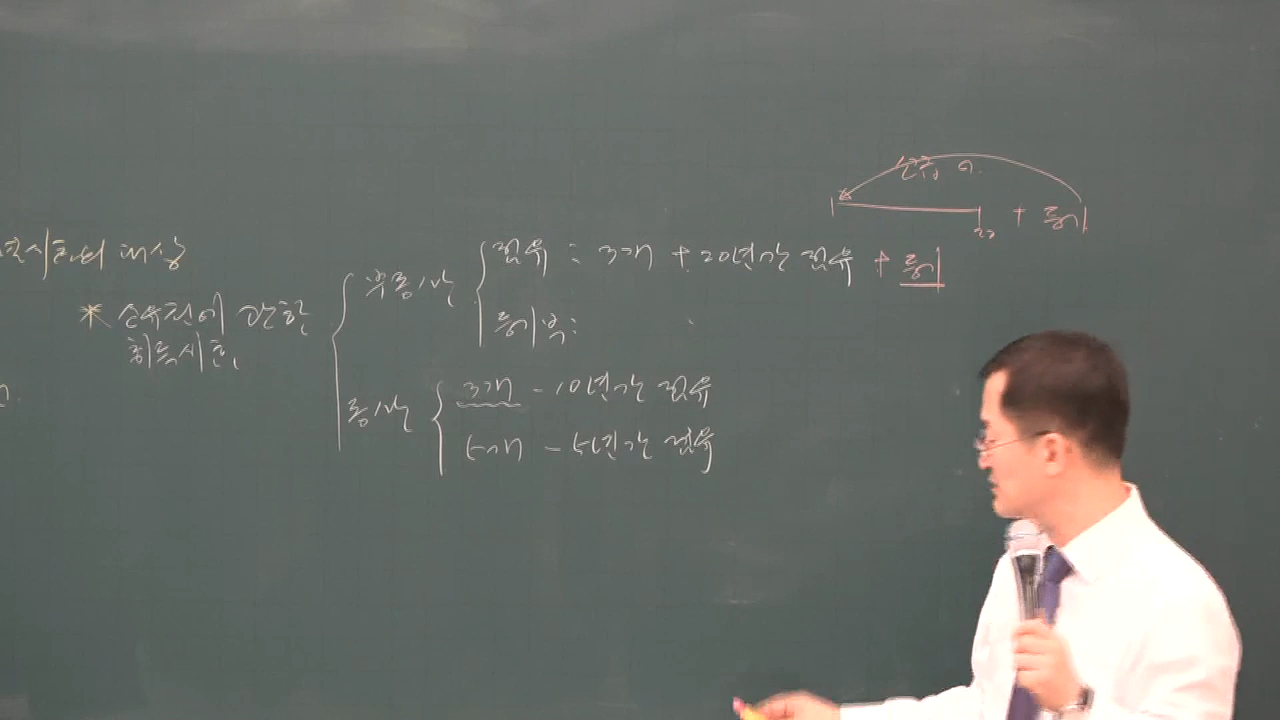 소급 O.
+ 등기
득시효의 대상
부동산 점유 : 3개 + 20년간 점유 + 등기
* 소유권에 관한 취득시효
등기부 :
동산 3개 - 10년간 점유
5개 - 5년간 점유